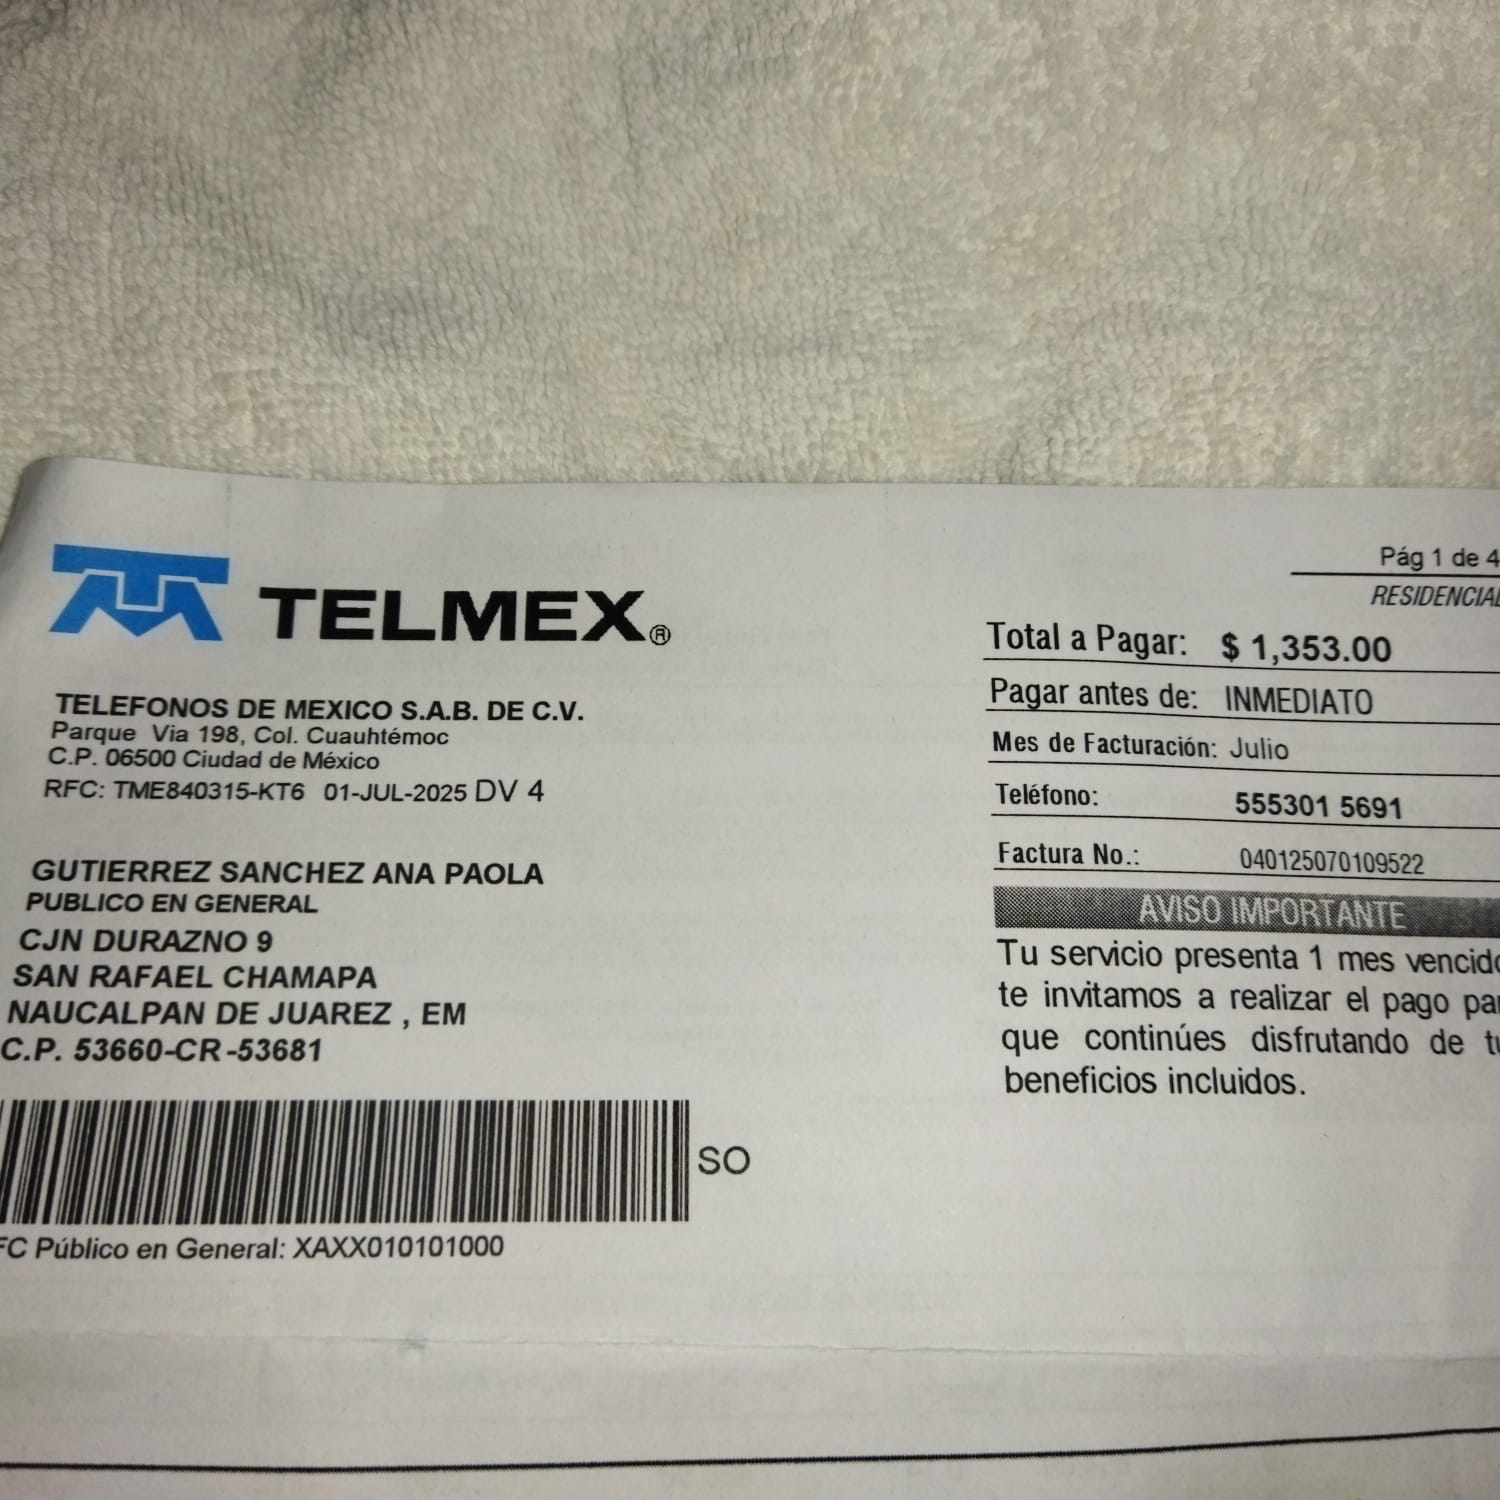 TELMEX®
TELEFONOS DE MEXICO S.A.B. DE C.V.
Parque Via 198, Col. Cuauhtémoc
C.P. 06500 Ciudad de México
RFC: TME840315-KT6 01-JUL-2025 DV 4
GUTIERREZ SANCHEZ ANA PAOLA
PUBLICO EN GENERAL
CJN DURAZNO 9
SAN RAFAEL CHAMAPA
NAUCALPAN DE JUAREZ , EM
C.P. 53660-CR -53681
SO
FC Público en General: XAXX010101000
Pág 1 de 4
RESIDENCIAL
Total a Pagar: $ 1,353.00
Pagar antes de: INMEDIATO
Mes de Facturación: Julio
Teléfono: 555301 5691
Factura No.: 040125070109522
AVISO IMPORTANTE
Tu servicio presenta 1 mes vencido
te invitamos a realizar el pago par
que continúes disfrutando de tu
beneficios incluidos.